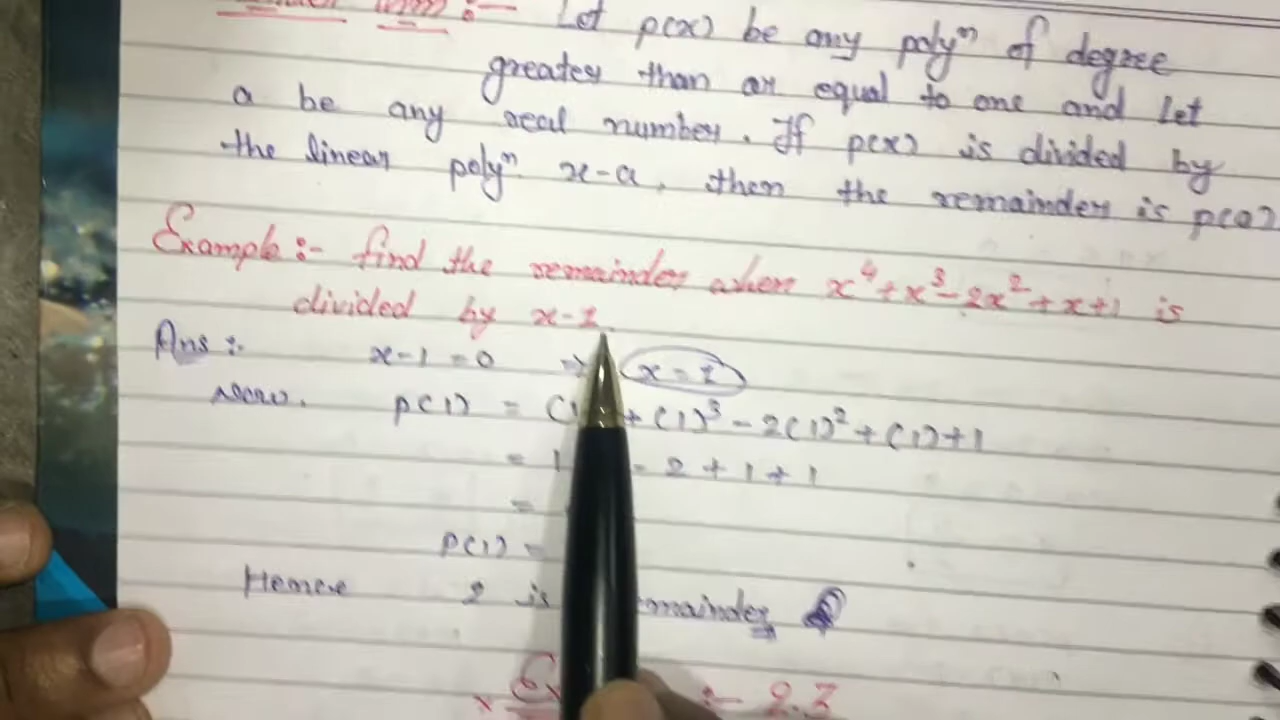 :- Let p(x) be any polyⁿ of degree
greater than or equal to one and let
a be any real number. If p(x) is divided by
the linear polyⁿ. x-a, then the remainder is p(a)
Example:- find the remainder when x⁴+x³-2x²+x+1 is
divided by x-1.
Ans :- x-1=0 ⇒ x=1
Now. p(1) = (1 + (1)³ - 2(1)² + (1)+1
= 1 - 2 + 1 + 1
=
p(1) =
Hence 2 is remainder
:- 2.3